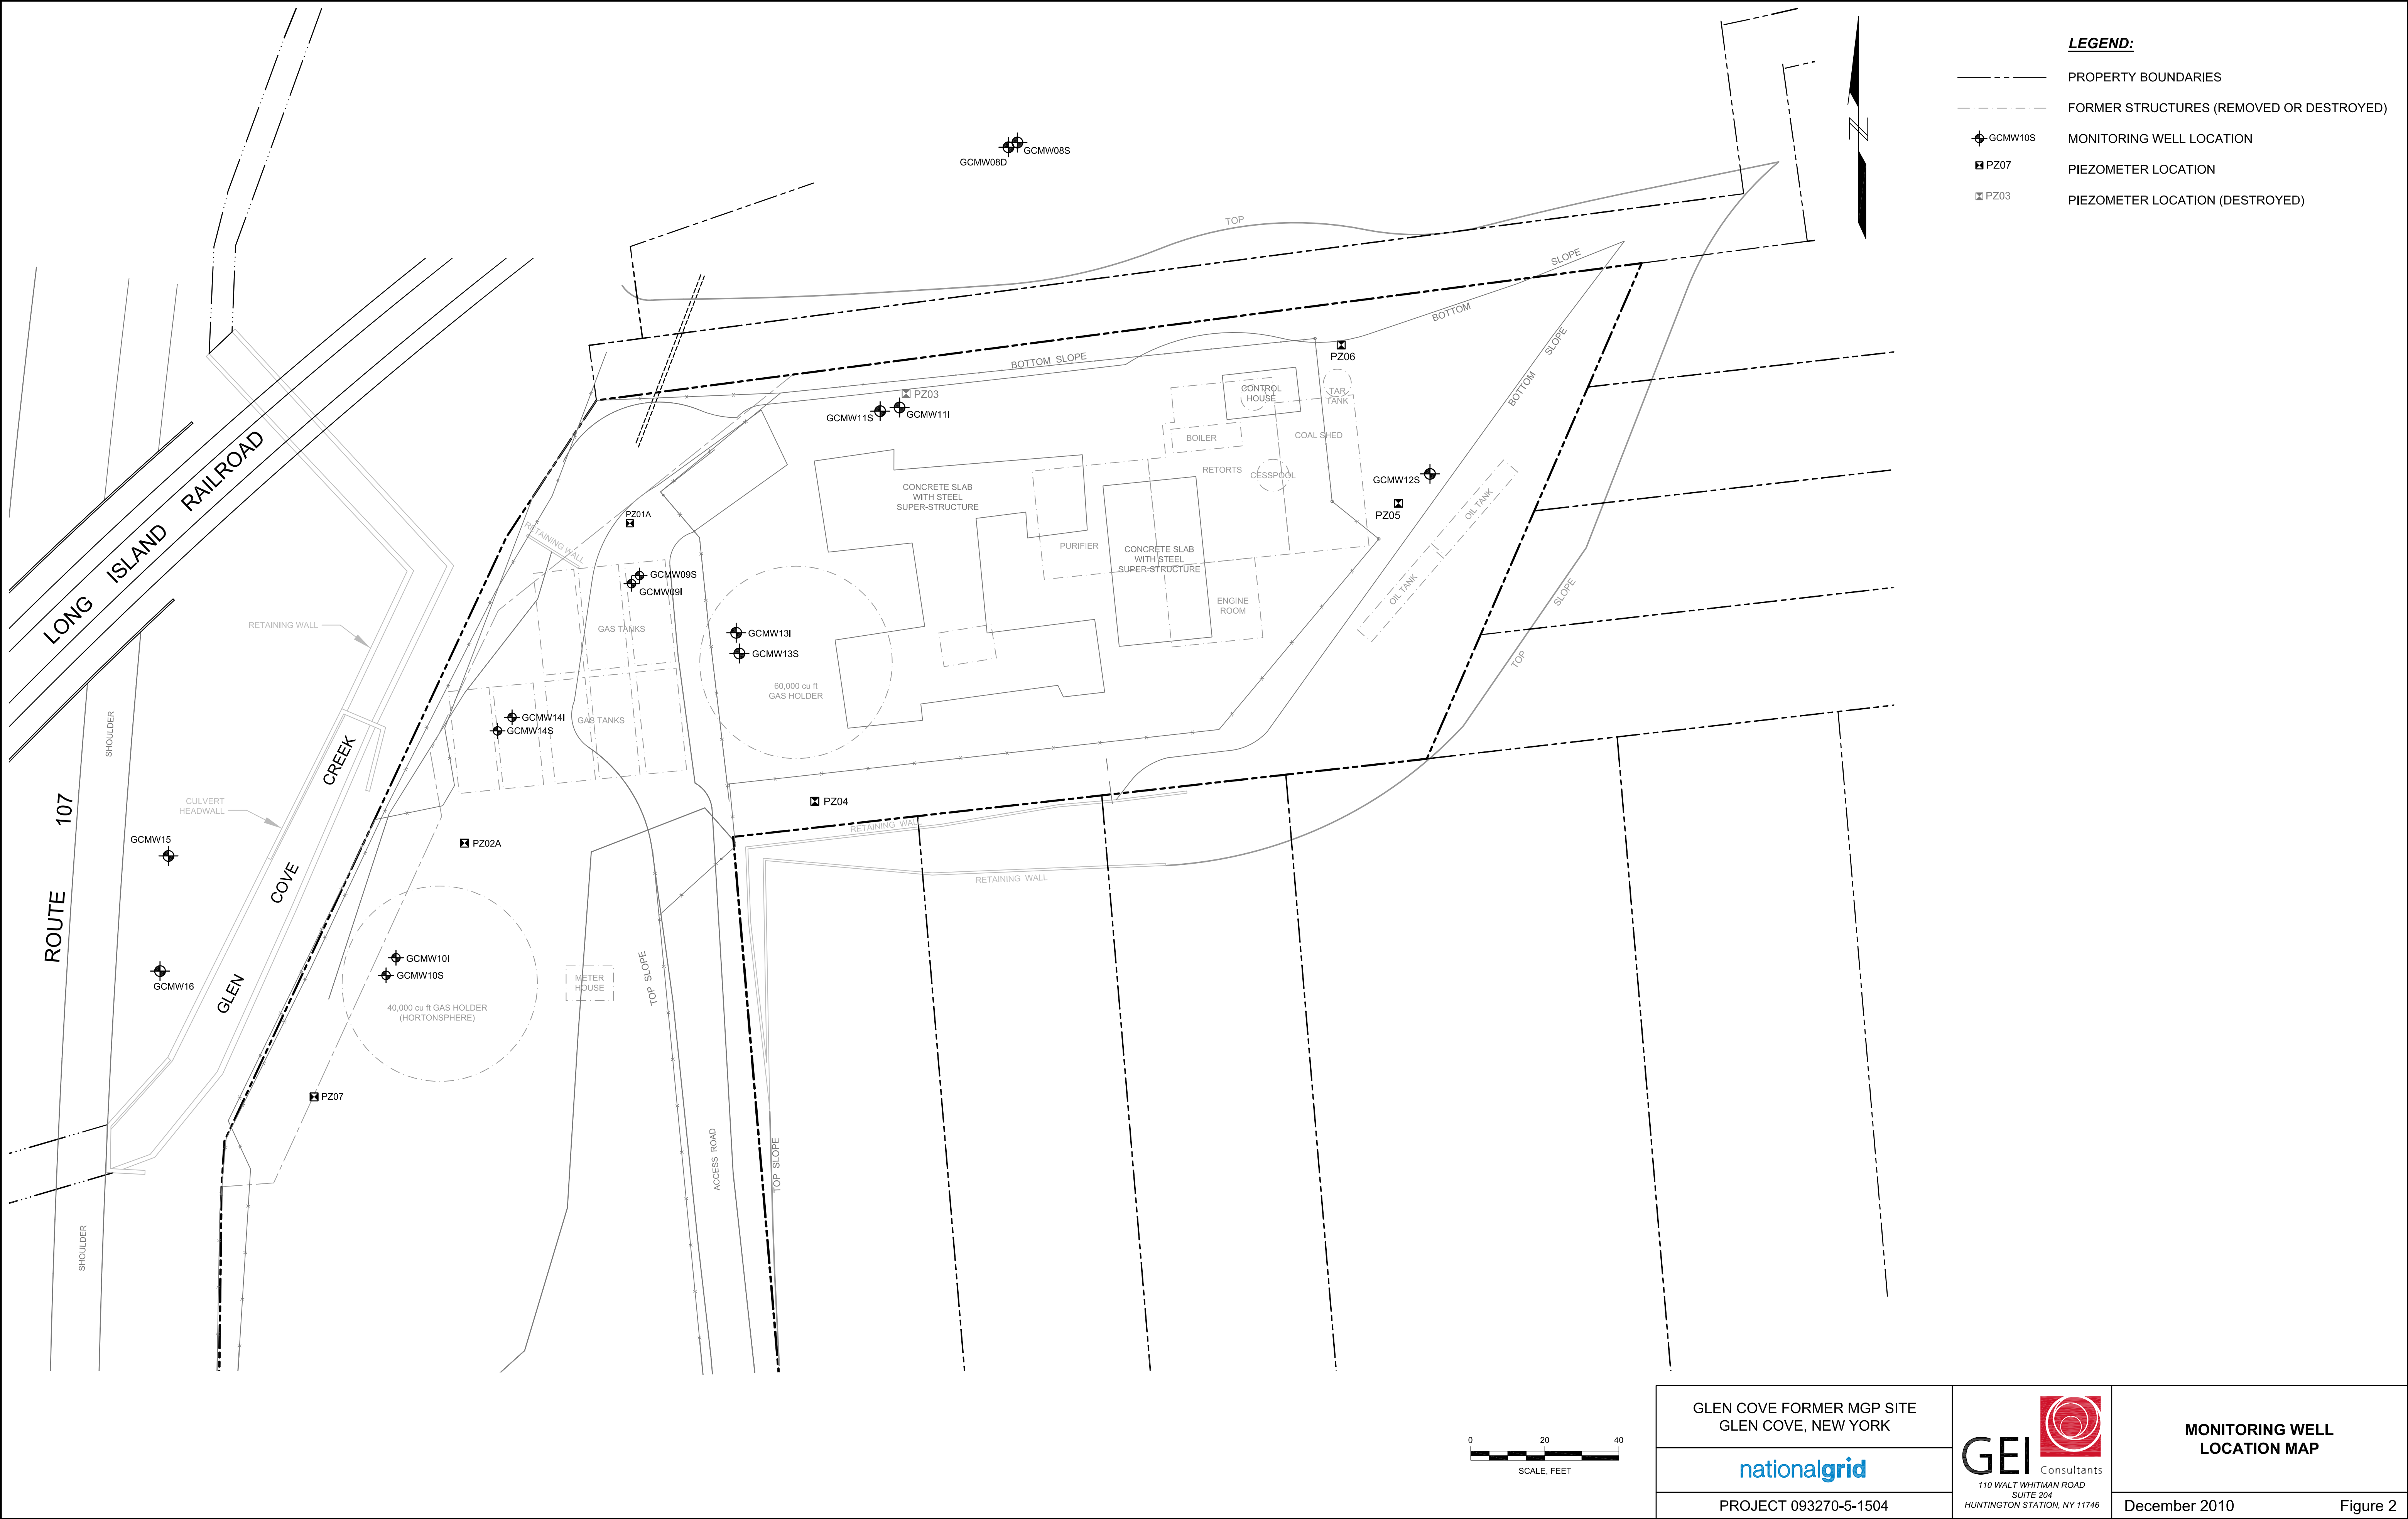 LEGEND:
PROPERTY BOUNDARIES
FORMER STRUCTURES (REMOVED OR DESTROYED)
GCMW10S
MONITORING WELL LOCATION
PZ07
PIEZOMETER LOCATION
PZ03
PIEZOMETER LOCATION (DESTROYED)
N
GCMW08S
GCMW08D
TOP
SLOPE
BOTTOM
SLOPE
BOTTOM
BOTTOM SLOPE
PZ06
PZ03
GCMW11S
GCMW11I
CONTROL
HOUSE
TAR
TANK
BOILER
COAL SHED
RETORTS
CESSPOOL
GCMW12S
PZ05
OIL TANK
OIL TANK
CONCRETE SLAB
WITH STEEL
SUPER-STRUCTURE
PURIFIER
CONCRETE SLAB
WITH STEEL
SUPER-STRUCTURE
ENGINE
ROOM
SLOPE
TOP
LONG ISLAND RAILROAD
PZ01A
RETAINING WALL
GCMW09S
GCMW09I
GAS TANKS
GCMW13I
GCMW13S
60,000 cu ft
GAS HOLDER
RETAINING WALL
GCMW14I
GCMW14S
GAS TANKS
SHOULDER
CULVERT
HEADWALL
GLEN COVE CREEK
ROUTE 107
GCMW15
GCMW16
PZ02A
PZ04
RETAINING WALL
RETAINING WALL
GCMW10I
GCMW10S
40,000 cu ft GAS HOLDER
(HORTONSPHERE)
METER
HOUSE
TOP SLOPE
PZ07
ACCESS ROAD
TOP SLOPE
SHOULDER
0 20 40
SCALE, FEET
GLEN COVE FORMER MGP SITE
GLEN COVE, NEW YORK
nationalgrid
PROJECT 093270-5-1504
GEI
Consultants
110 WALT WHITMAN ROAD
SUITE 204
HUNTINGTON STATION, NY 11746
MONITORING WELL
LOCATION MAP
December 2010
Figure 2